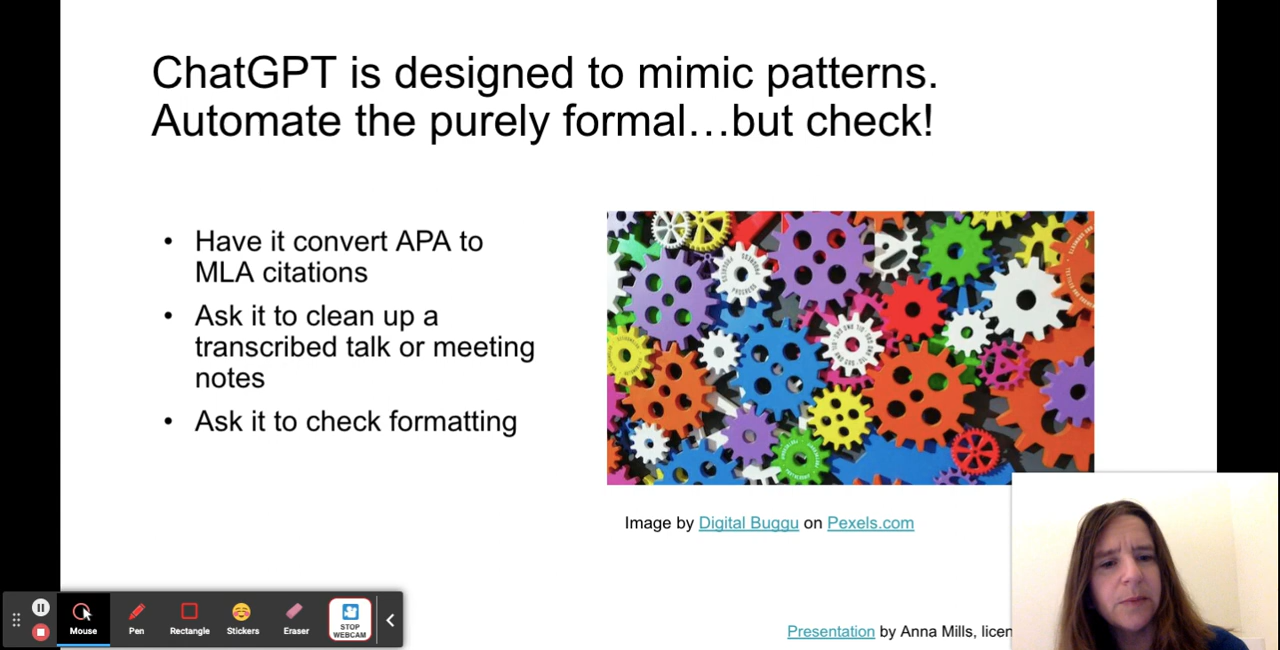 ChatGPT is designed to mimic patterns.
Automate the purely formal…but check!
• Have it convert APA to
MLA citations
• Ask it to clean up a
transcribed talk or meeting
notes
• Ask it to check formatting
Image by Digital Buggu on Pexels.com
Presentation by Anna Mills, licen
Mouse
Pen
Rectangle
Stickers
Eraser
STOP
WEBCAM